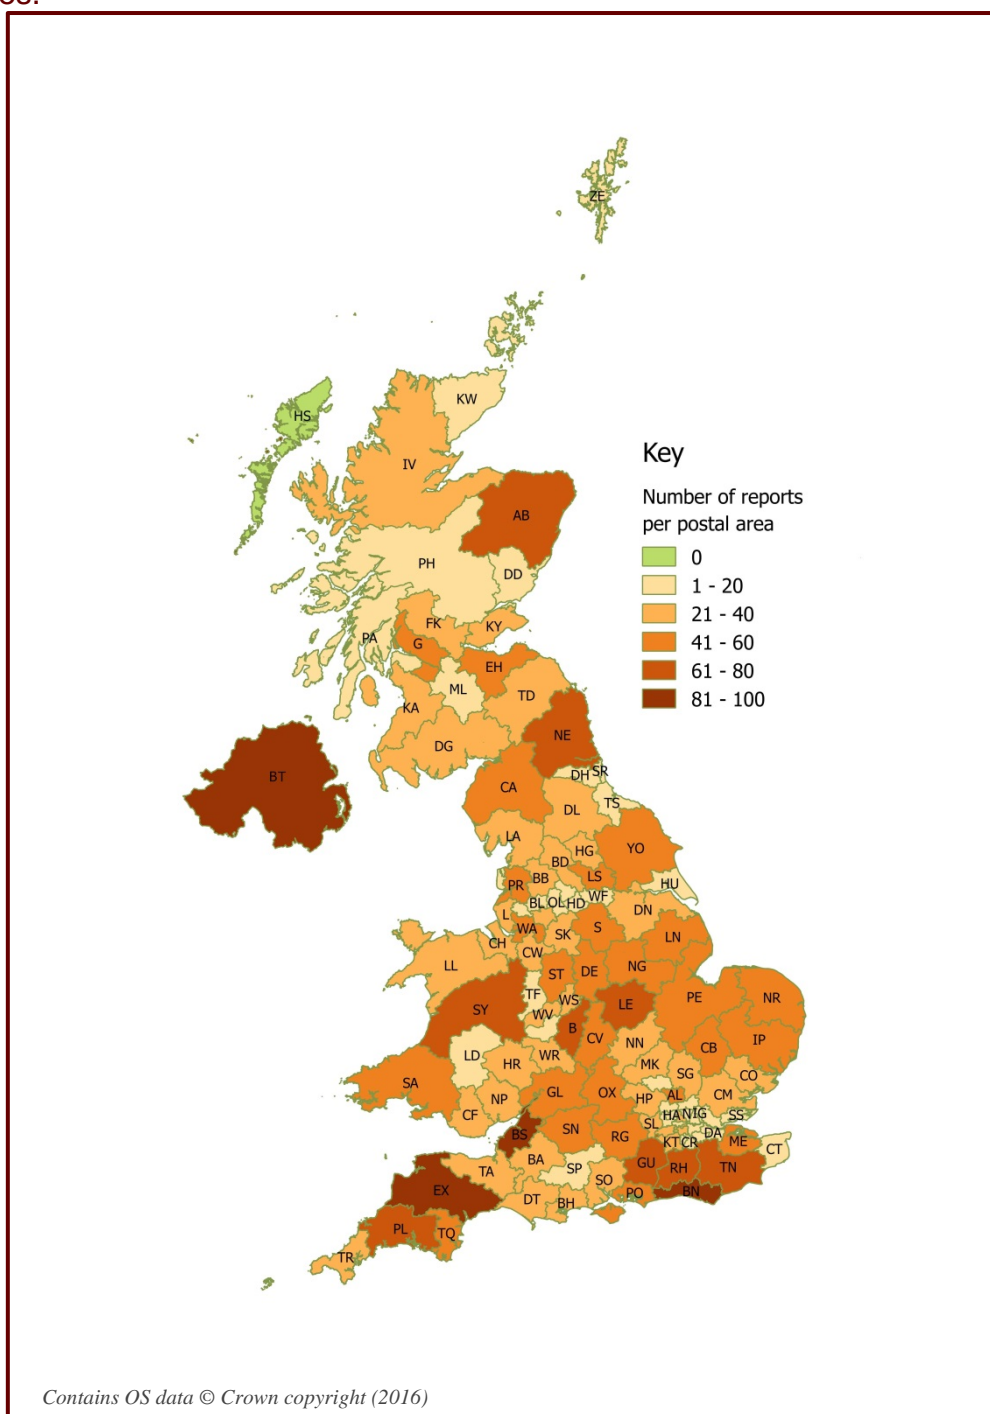 ZE
KW
HS
IV
Key
Number of reports
per postal area
0
1 - 20
21 - 40
41 - 60
61 - 80
81 - 100
AB
PH
DD
FK
KY
G
PA
EH
ML
TD
KA
DG
NE
BT
DH
SR
CA
TS
DL
LA
YO
HG
BD
BB
LS
PR
HU
WF
BL
OL
HD
L
DN
WA
S
SK
LN
CH
CW
LL
ST
DE
NG
TF
WS
PE
NR
LE
SY
WV
B
CV
IP
NN
CB
LD
WR
HR
MK
SG
CO
SA
GL
OX
NP
HP
AL
CM
CF
HA
N
IG
SS
SL
BS
SN
RG
KT
CR
DA
ME
CT
BA
GU
RH
TN
SP
TA
SO
EX
DT
BH
PO
BN
PL
TQ
TR
Contains OS data © Crown copyright (2016)